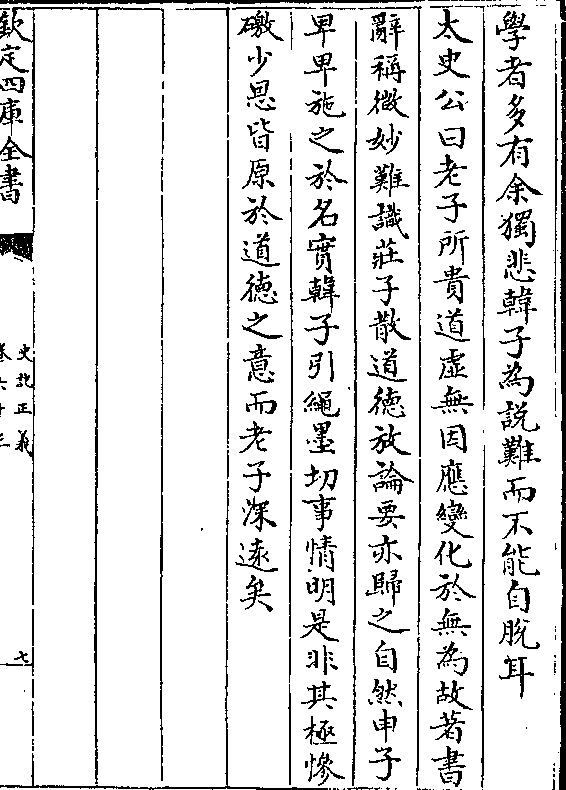 學者多有余獨悲韓子為説難而不能自脫耳
太史公曰老子所貴道虛無因應變化於無為故著書
辭稱微妙難識莊子散道德放論要亦歸之自然申子
卑卑施之於名實韓子引繩墨切事情明是非其極慘
礉少恩皆原於道德之意而老子深遠矣
欽定四庫全書
史記正義
卷六十三
七